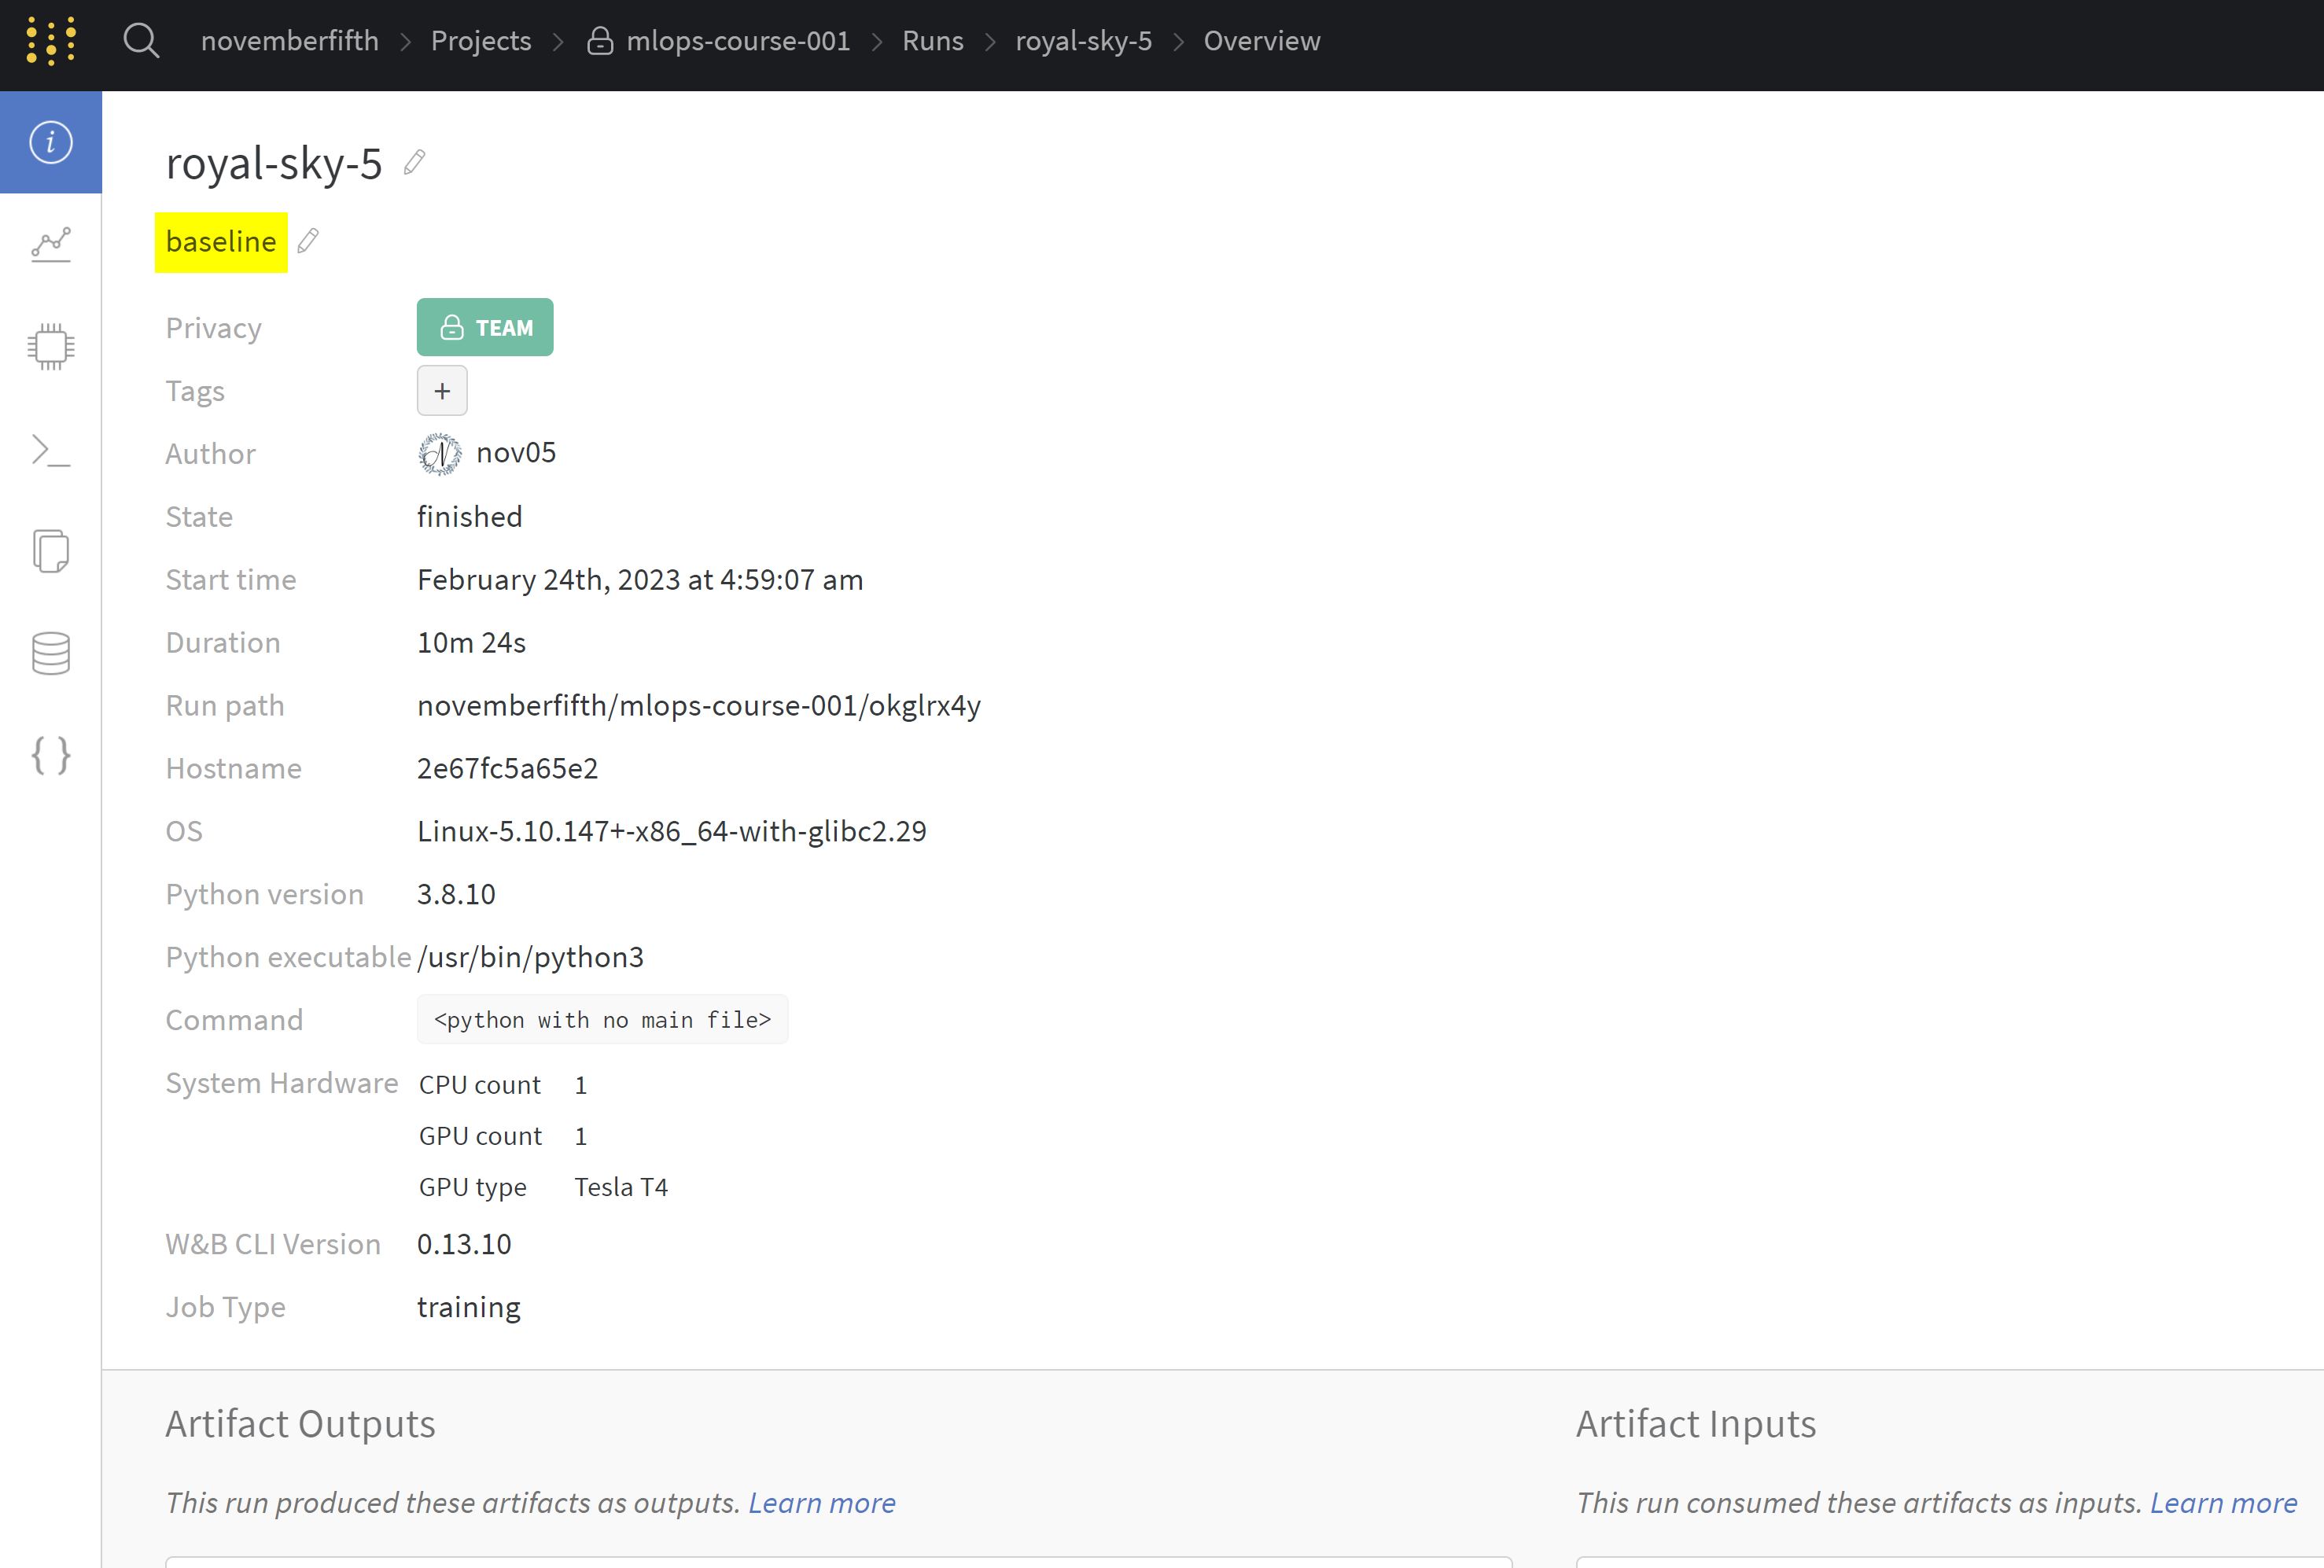 novemberfifth > Projects > mlops-course-001 > Runs > royal-sky-5 > Overview
royal-sky-5
baseline
Privacy TEAM
Tags +
Author nov05
State finished
Start time February 24th, 2023 at 4:59:07 am
Duration 10m 24s
Run path novemberfifth/mlops-course-001/okglrx4y
Hostname 2e67fc5a65e2
OS Linux-5.10.147+-x86_64-with-glibc2.29
Python version 3.8.10
Python executable /usr/bin/python3
Command <python with no main file>
System Hardware CPU count 1
GPU count 1
GPU type Tesla T4
W&B CLI Version 0.13.10
Job Type training
Artifact Outputs
This run produced these artifacts as outputs. Learn more
Artifact Inputs
This run consumed these artifacts as inputs. Learn more